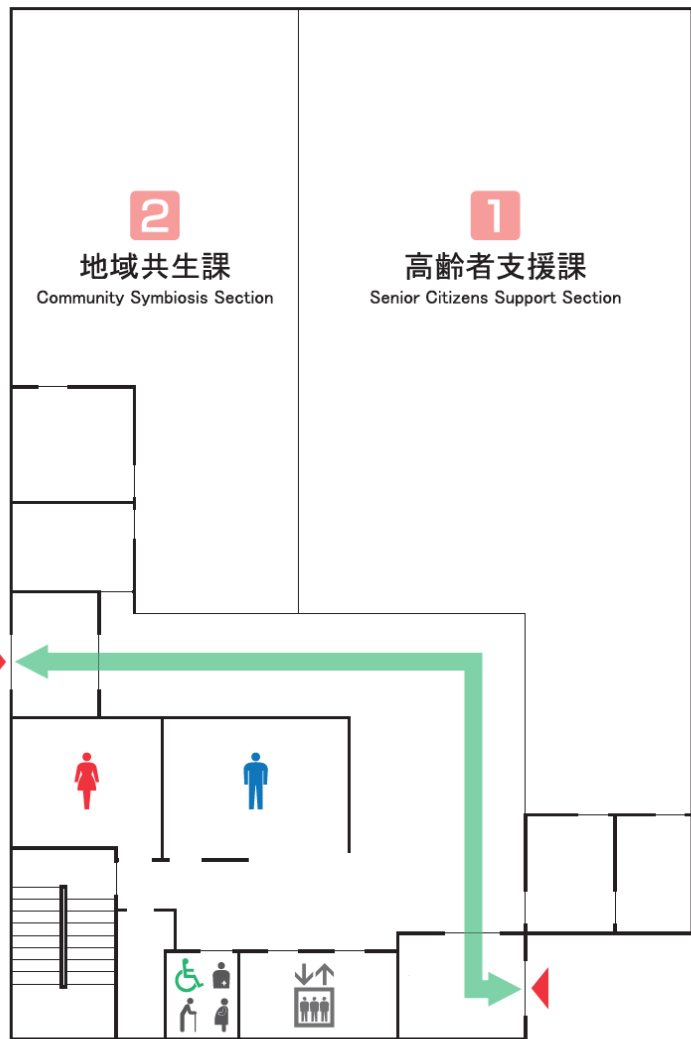 2
地域共生課
Community Symbiosis Section
1
高齢者支援課
Senior Citizens Support Section